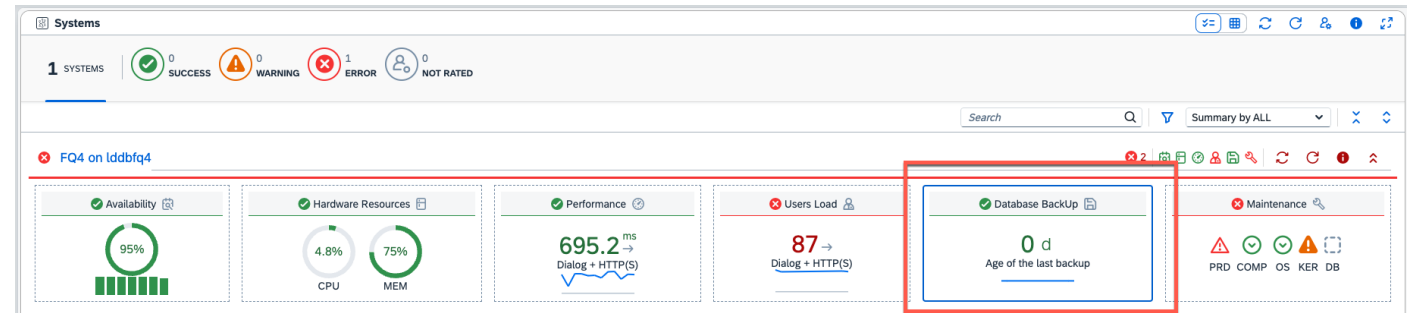 Systems
1 SYSTEMS
0 SUCCESS
0 WARNING
1 ERROR
0 NOT RATED
Search
Summary by ALL
FQ4 on lddbfq4
2
Availability
95%
Hardware Resources
4.8%
CPU
75%
MEM
Performance
695.2 ms
Dialog + HTTP(S)
Users Load
87
Dialog + HTTP(S)
Database BackUp
0 d
Age of the last backup
Maintenance
PRD COMP OS KER DB